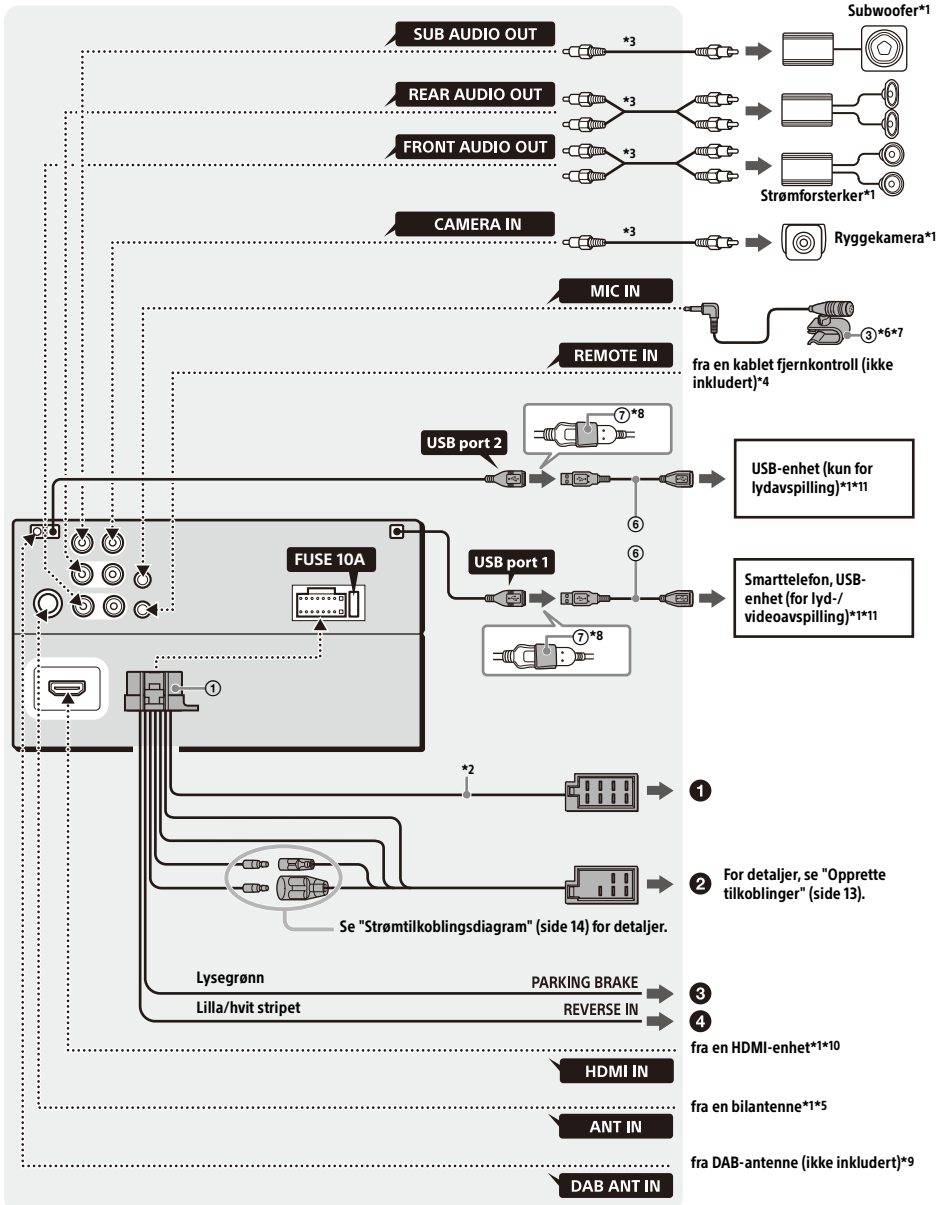 Subwoofer*1
SUB AUDIO OUT
*3
REAR AUDIO OUT
*3
FRONT AUDIO OUT
*3
Strømforsterker*1
CAMERA IN
*3
Ryggekamera*1
MIC IN
③*6*7
REMOTE IN
fra en kablet fjernkontroll (ikke
inkludert)*4
⑦*8
USB port 2
USB-enhet (kun for
lydavspilling)*1*11
⑥
⑥
FUSE 10A
USB port 1
Smarttelefon, USB-
enhet (for lyd-/
videoavspilling)*1*11
⑦*8
①
*2
❶
❷
For detaljer, se "Opprette
tilkoblinger" (side 13).
Se "Strømtilkoblingsdiagram" (side 14) for detaljer.
Lysegrønn
PARKING BRAKE
❸
Lilla/hvit stripet
REVERSE IN
❹
fra en HDMI-enhet*1*10
HDMI IN
fra en bilantenne*1*5
ANT IN
fra DAB-antenne (ikke inkludert)*9
DAB ANT IN